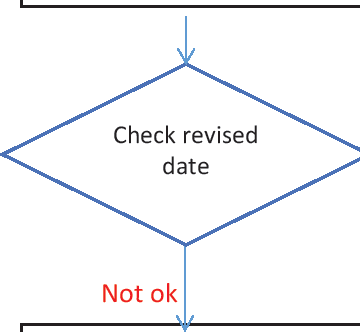 Check revised
date
Not ok